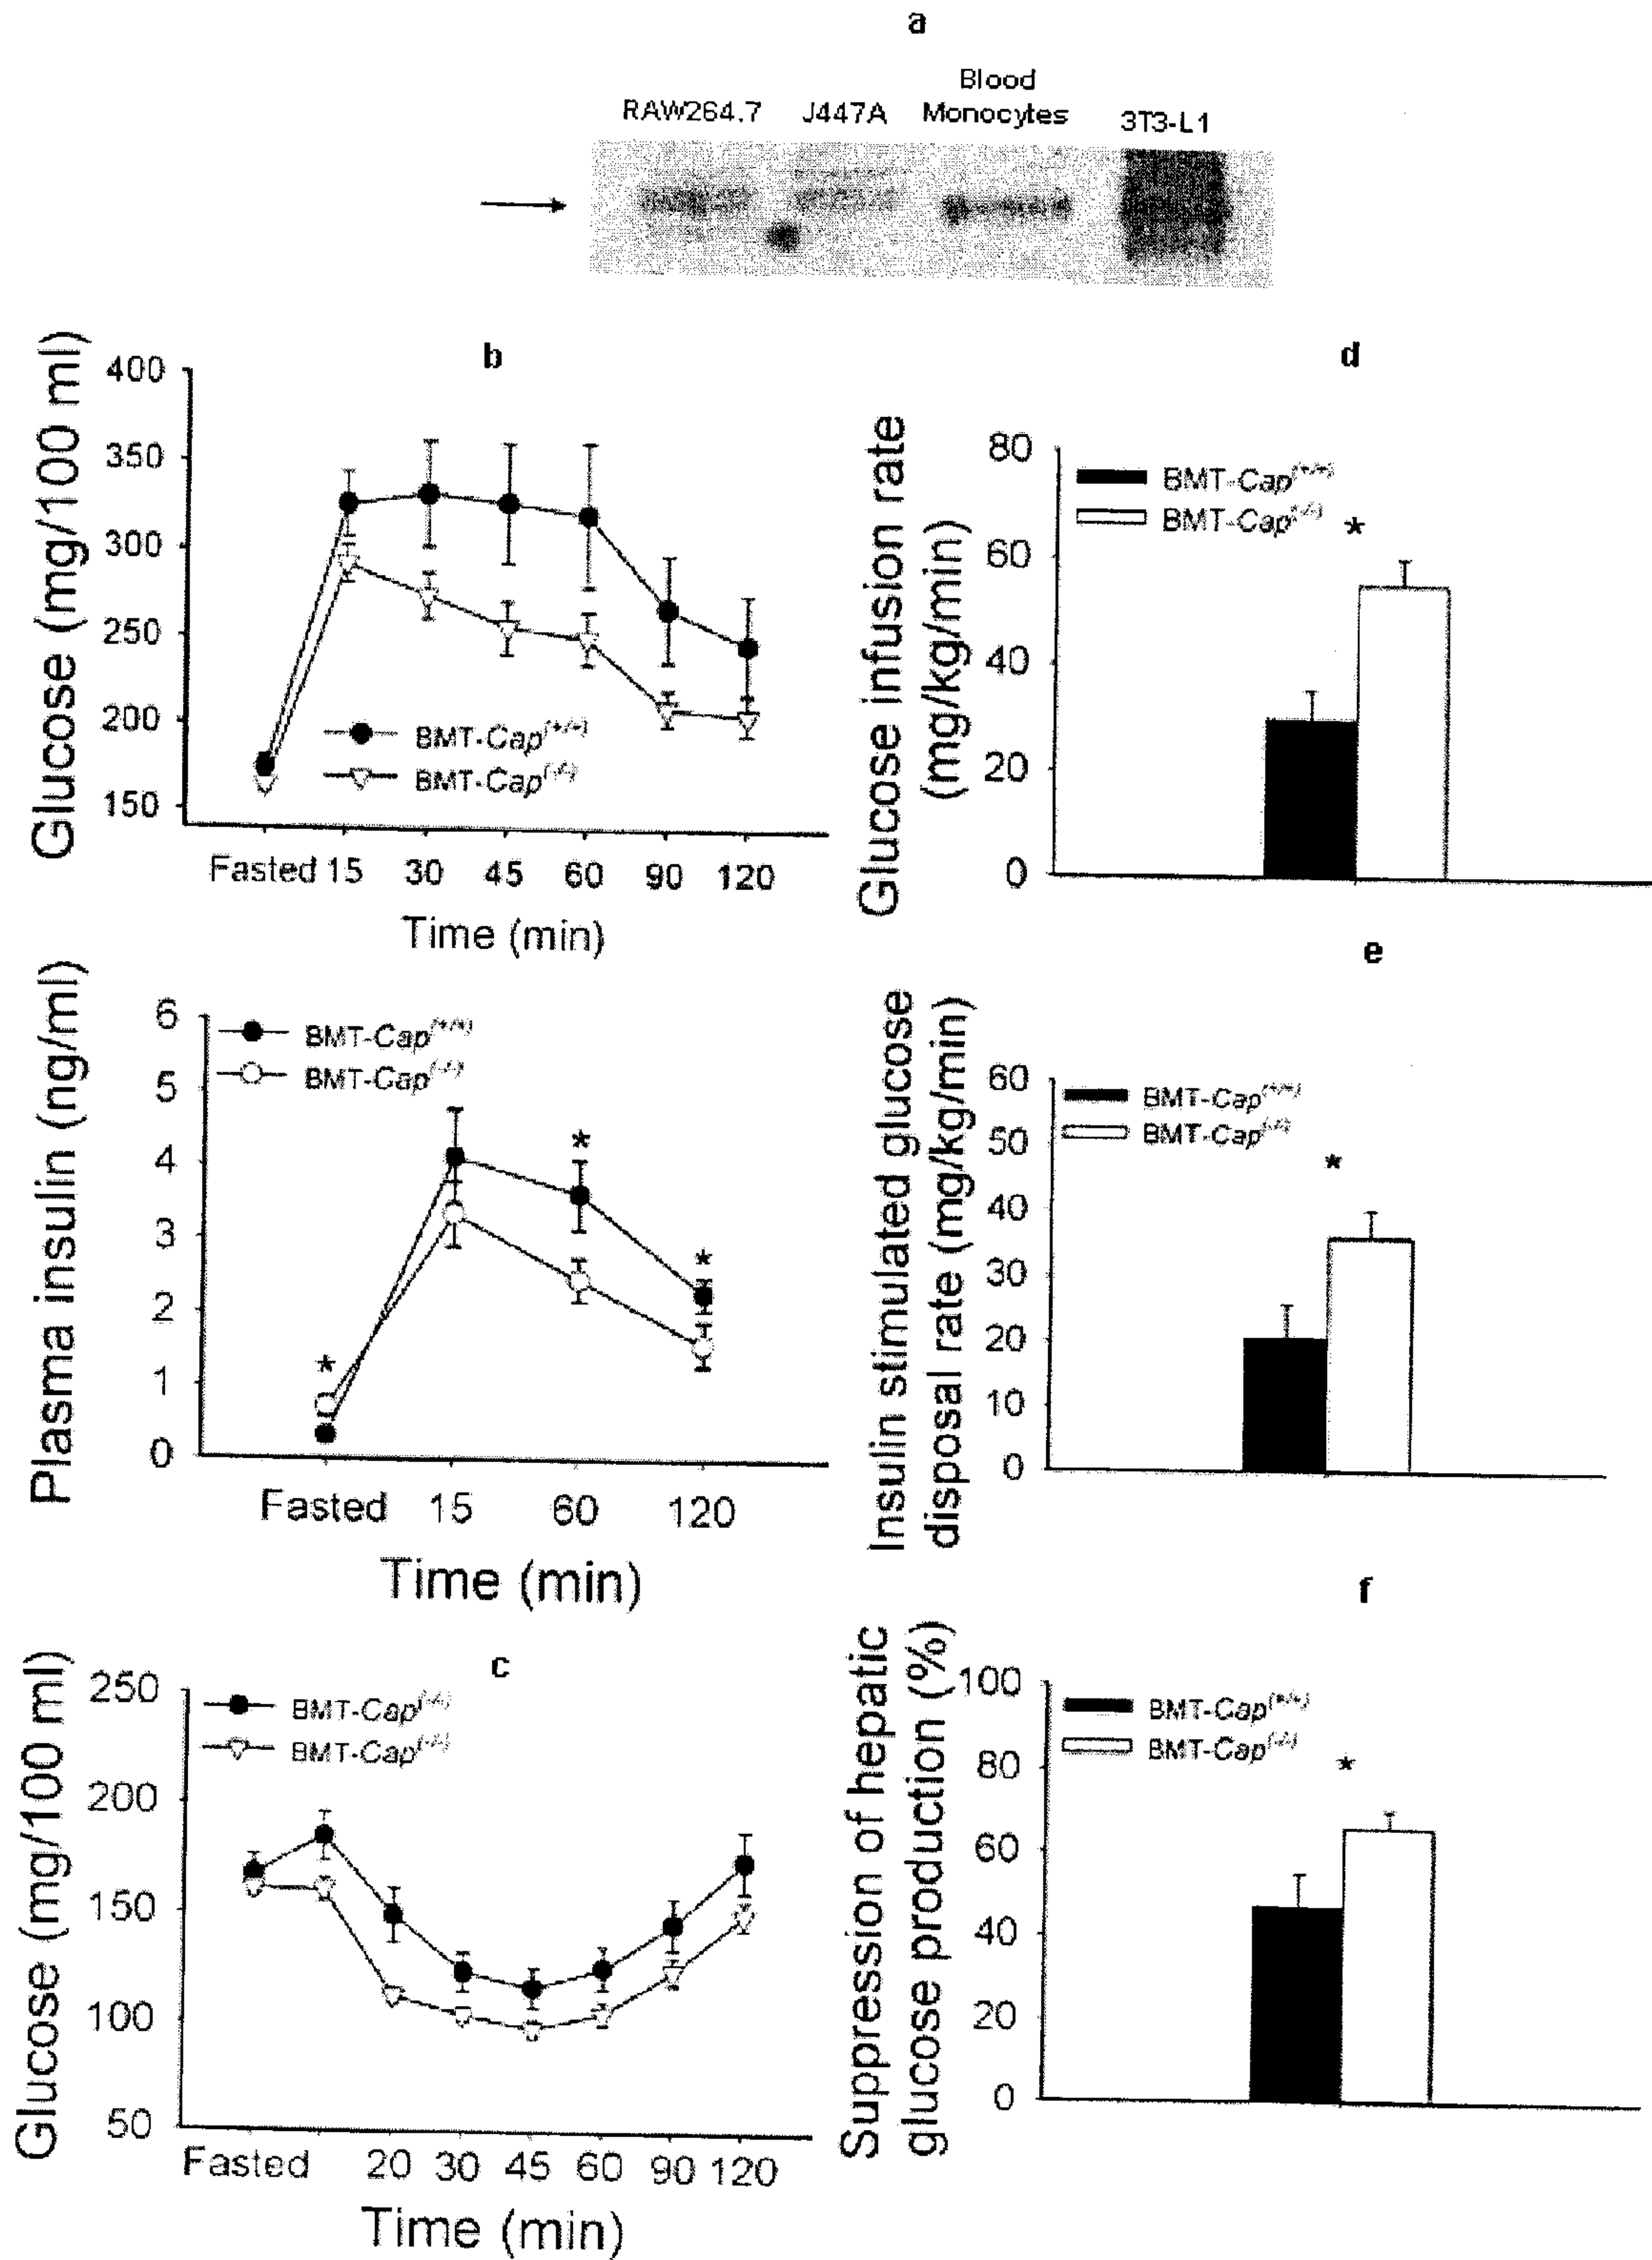 a
RAW264.7 J447A Blood Monocytes 3T3-L1
b
Glucose (mg/100 ml)
400
350
300
250
200
150
BMT-Cap(+/+)
BMT-Cap(-/-)
Fasted 15 30 45 60 90 120
Time (min)
Plasma insulin (ng/ml)
6
5
4
3
2
1
0
BMT-Cap(+/+)
BMT-Cap(-/-)
*
*
*
Fasted 15 60 120
Time (min)
c
Glucose (mg/100 ml)
250
200
150
100
50
BMT-Cap
BMT-Cap(-/-)
Fasted 20 30 45 60 90 120
Time (min)
d
Glucose infusion rate
(mg/kg/min)
80
60
40
20
0
BMT-Cap(+/+)
BMT-Cap(-/-)
*
e
Insulin stimulated glucose
disposal rate (mg/kg/min)
60
50
40
30
20
10
0
BMT-Cap(+/+)
BMT-Cap(-/-)
*
f
Suppression of hepatic
glucose production (%)
100
80
60
40
20
0
BMT-Cap(+/+)
BMT-Cap(-/-)
*